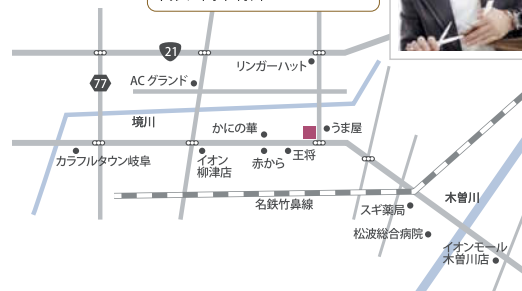 21
リンガーハット
77
ACグランド
境川
かにの華
うま屋
カラフルタウン岐阜
イオン
柳津店
赤から
王将
名鉄竹鼻線
スギ薬局
木曽川
松波総合病院
イオンモール
木曽川店